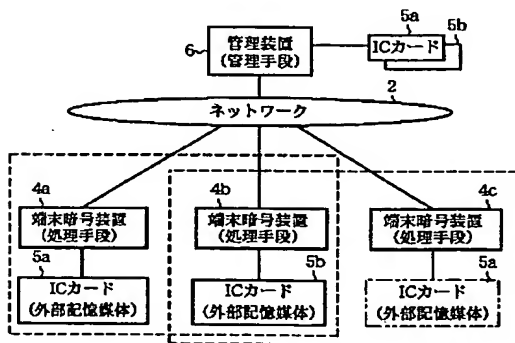 5a
5b
6
管理装置
(管理手段)
ICカード
2
ネットワーク
4a
4b
4c
端末暗号装置
(処理手段)
端末暗号装置
(処理手段)
端末暗号装置
(処理手段)
5a
5b
5a
ICカード
(外部記憶媒体)
ICカード
(外部記憶媒体)
ICカード
(外部記憶媒体)